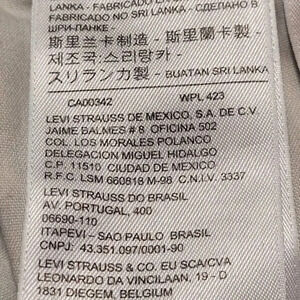 LANKA - FABRICADO E
FABRICADO NO SRI LANKA - СДЕЛАНО В
ШРИ-ЛАНКЕ -
斯里兰卡制造 - 斯里蘭卡製 -
제조국:스리랑카 -
スリランカ製 - BUATAN SRI LANKA
CA00342 WPL 423
LEVI STRAUSS DE MEXICO, S.A. DE C.V.
JAIME BALMES # 8 OFICINA 502
COL. LOS MORALES POLANCO
DELEGACION MIGUEL HIDALGO
C.P. 11510 CIUDAD DE MEXICO
R.F.C. LSM 660818 M-98 C.N.I.V. 3337
LEVI STRAUSS DO BRASIL
AV. PORTUGAL, 400
06690-110
ITAPEVI - SAO PAULO BRASIL
CNPJ: 43.351.097/0001-90
LEVI STRAUSS & CO. EU SCA/CVA
LEONARDO DA VINCILAAN, 19 - D
1831 DIEGEM, BELGIUM